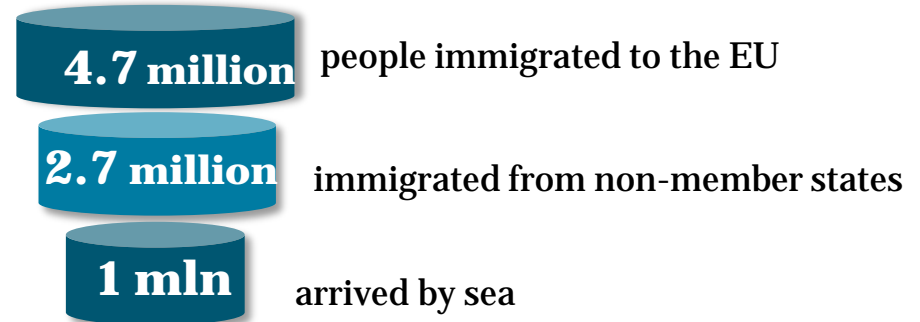 4.7 million people immigrated to the EU
2.7 million immigrated from non-member states
1 mln arrived by sea